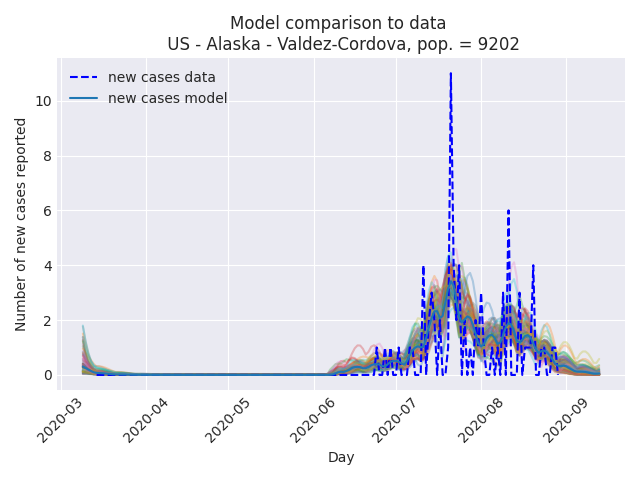 Model comparison to data
US - Alaska - Valdez-Cordova, pop. = 9202
new cases data
new cases model
Number of new cases reported
10
8
6
4
2
0
2020-03
2020-04
2020-05
2020-06
2020-07
2020-08
2020-09
Day